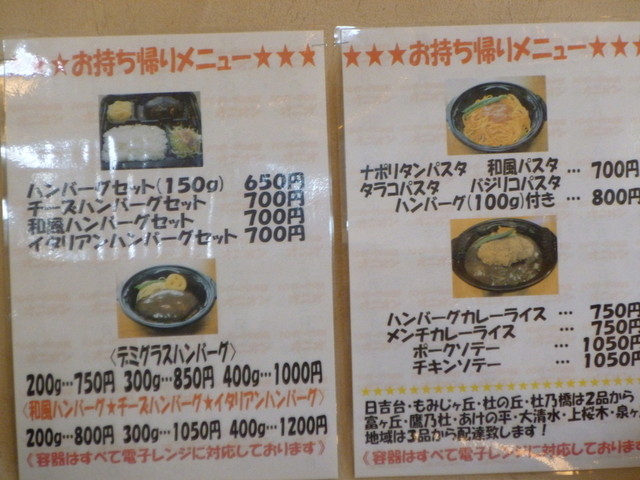 ★★お持ち帰りメニュー★★★
ハンバーグセット(150g) 650円
チーズハンバーグセット 700円
和風ハンバーグセット 700円
イタリアンハンバーグセット 700円
〈デミグラスハンバーグ〉
200g…750円 300g…850円 400g…1000円
〈和風ハンバーグ★チーズハンバーグ★イタリアンハンバーグ〉
200g…800円 300g…1050円 400g…1200円
《容器はすべて電子レンジに対応しております》
★★★お持ち帰りメニュー★★★
ナポリタンパスタ 和風パスタ … 700円
タラコパスタ バジリコパスタ
ハンバーグ(100g)付き … 800円
ハンバーグカレーライス … 750円
メンチカレーライス … 750円
ポークソテー … 1050円
チキンソテー … 1050円
★★★★★★★★★★★★★★★★★★★★★★★★
日吉台・もみじヶ丘・杜の丘・杜乃橋は2品から
富ヶ丘・鷹乃杜・あけの平・大清水・上桜木・泉ヶ
地域は3品から配達致します!
《容器はすべて電子レンジに対応しております